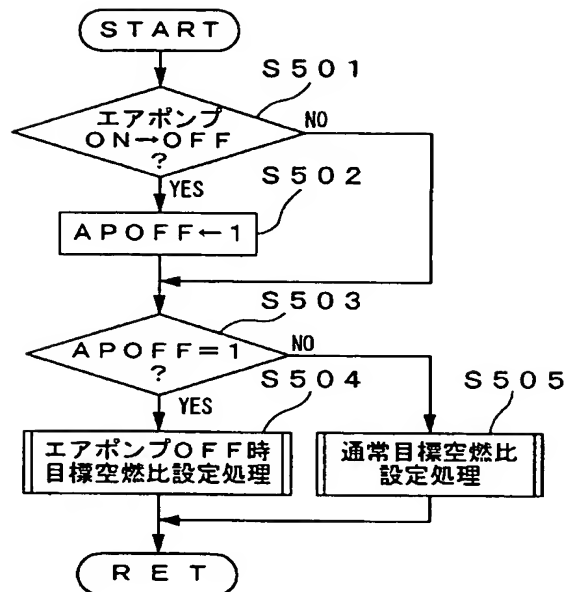 START
S501
エアポンプ
ON→OFF
?
NO
YES
S502
APOFF←1
S503
APOFF=1
?
NO
YES
S504
エアポンプOFF時
目標空燃比設定処理
S505
通常目標空燃比
設定処理
RET